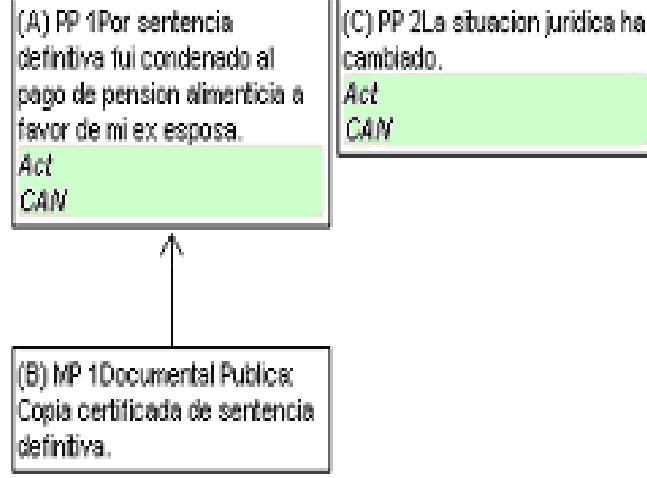 (A) PP 1Por sentencia
definitiva fui condenado al
pago de pension alimenticia a
favor de mi ex esposa.
Act
CAN
(C) PP 2La situacion juridica ha
cambiado.
Act
CAN
(B) MP 1Documental Publica:
Copia certificada de sentencia
definitiva.